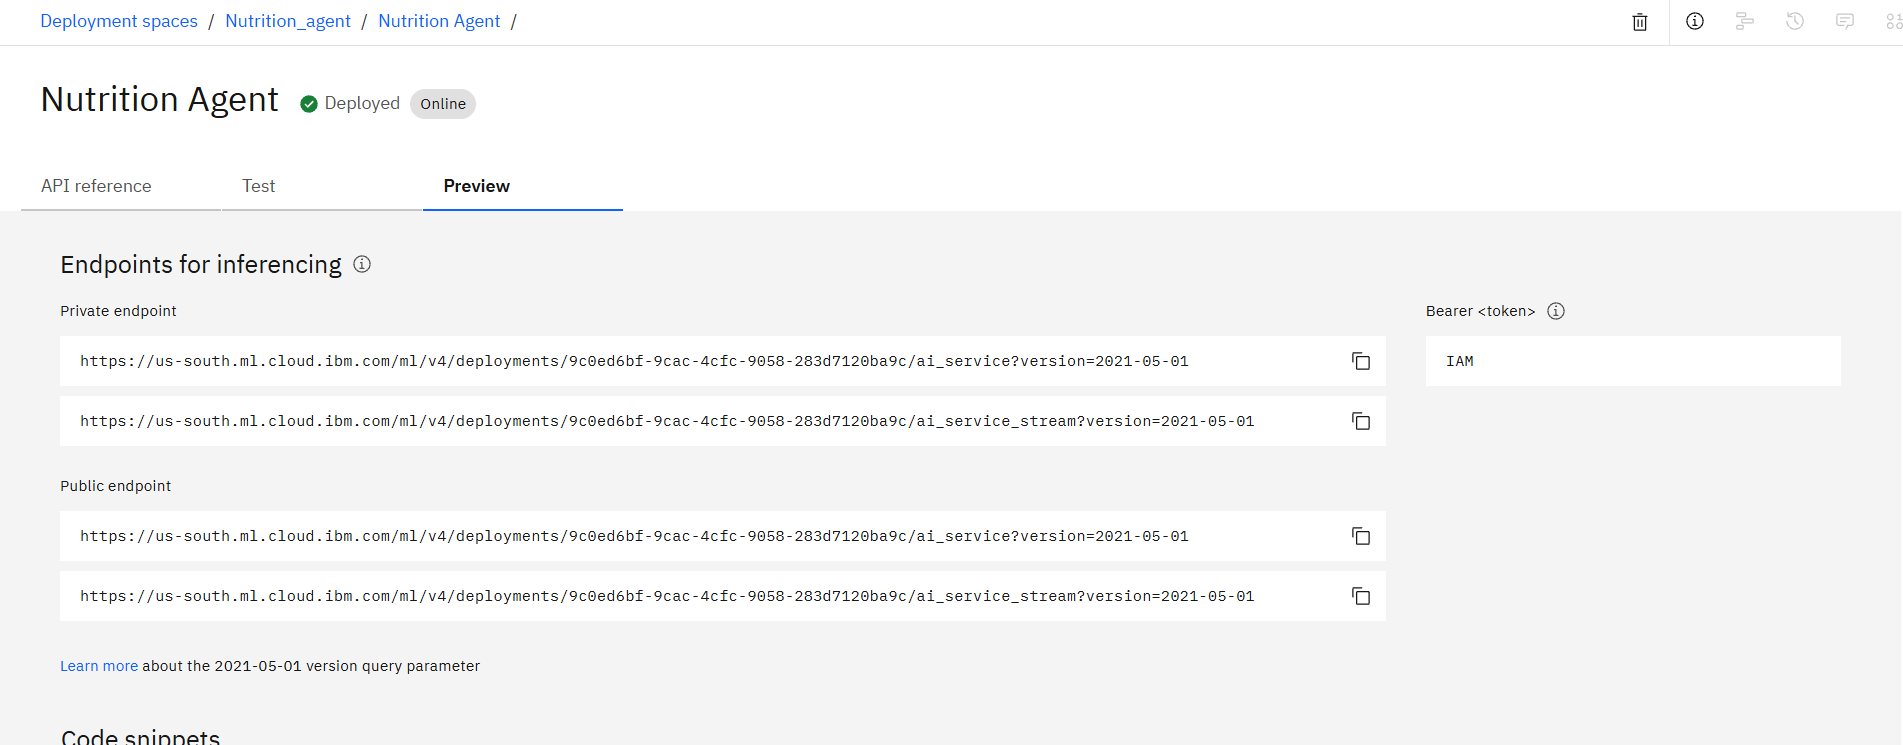 Deployment spaces / Nutrition_agent / Nutrition Agent /
Nutrition Agent Deployed Online
API reference Test Preview
Endpoints for inferencing
Private endpoint
Bearer <token>
https://us-south.ml.cloud.ibm.com/ml/v4/deployments/9c0ed6bf-9cac-4cfc-9058-283d7120ba9c/ai_service?version=2021-05-01
IAM
https://us-south.ml.cloud.ibm.com/ml/v4/deployments/9c0ed6bf-9cac-4cfc-9058-283d7120ba9c/ai_service_stream?version=2021-05-01
Public endpoint
https://us-south.ml.cloud.ibm.com/ml/v4/deployments/9c0ed6bf-9cac-4cfc-9058-283d7120ba9c/ai_service?version=2021-05-01
https://us-south.ml.cloud.ibm.com/ml/v4/deployments/9c0ed6bf-9cac-4cfc-9058-283d7120ba9c/ai_service_stream?version=2021-05-01
Learn more about the 2021-05-01 version query parameter
Code snippets